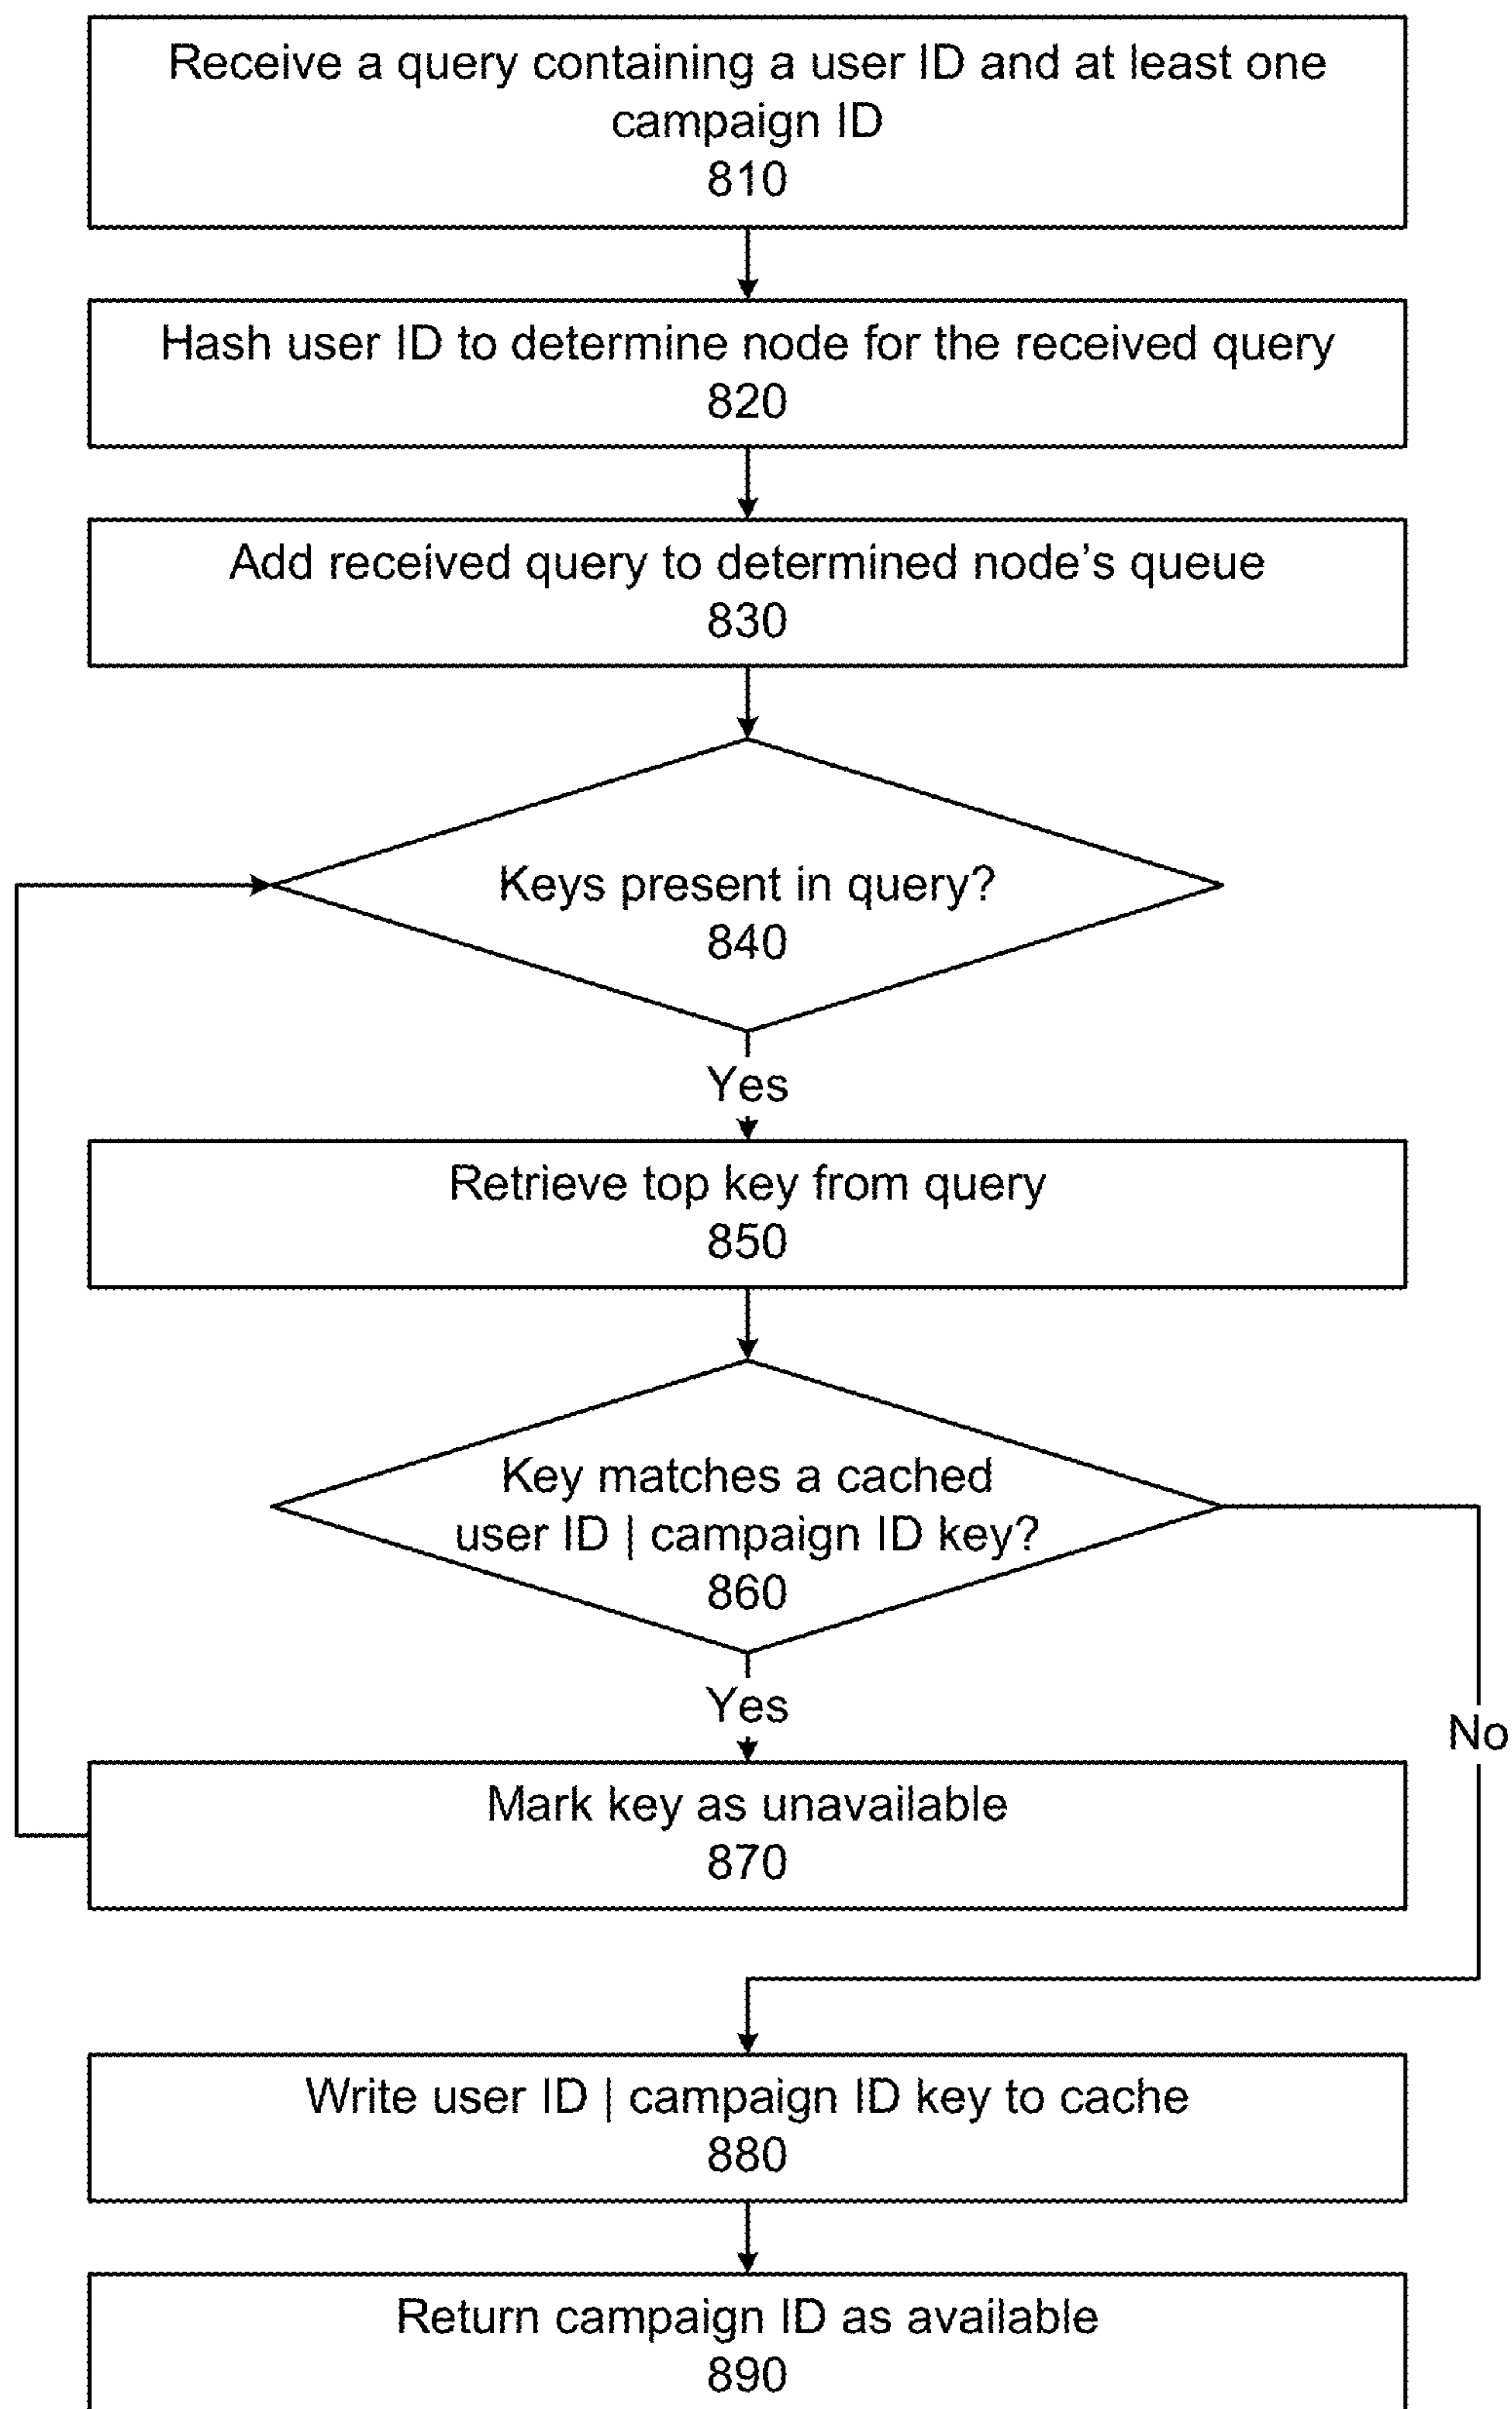 Receive a query containing a user ID and at least one
campaign ID
810
Hash user ID to determine node for the received query
820
Add received query to determined node's queue
830
Keys present in query?
840
Yes
Retrieve top key from query
850
Key matches a cached
user ID | campaign ID key?
860
Yes
No
Mark key as unavailable
870
Write user ID | campaign ID key to cache
880
Return campaign ID as available
890